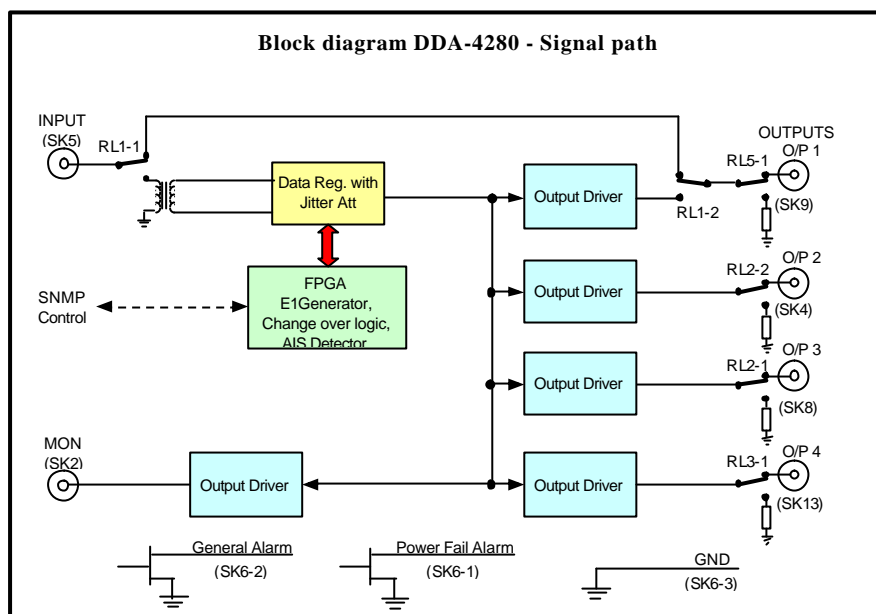 Block diagram DDA-4280 - Signal path
INPUT
(SK5)
RL1-1
OUTPUTS
O/P 1
RL5-1
(SK9)
RL1-2
Data Reg. with
Jitter Att
Output Driver
O/P 2
RL2-2
(SK4)
FPGA
E1Generator,
Change over logic,
AIS Detector
SNMP
Control
Output Driver
O/P 3
RL2-1
(SK8)
Output Driver
MON
(SK2)
Output Driver
Output Driver
O/P 4
RL3-1
(SK13)
General Alarm
(SK6-2)
Power Fail Alarm
(SK6-1)
GND
(SK6-3)